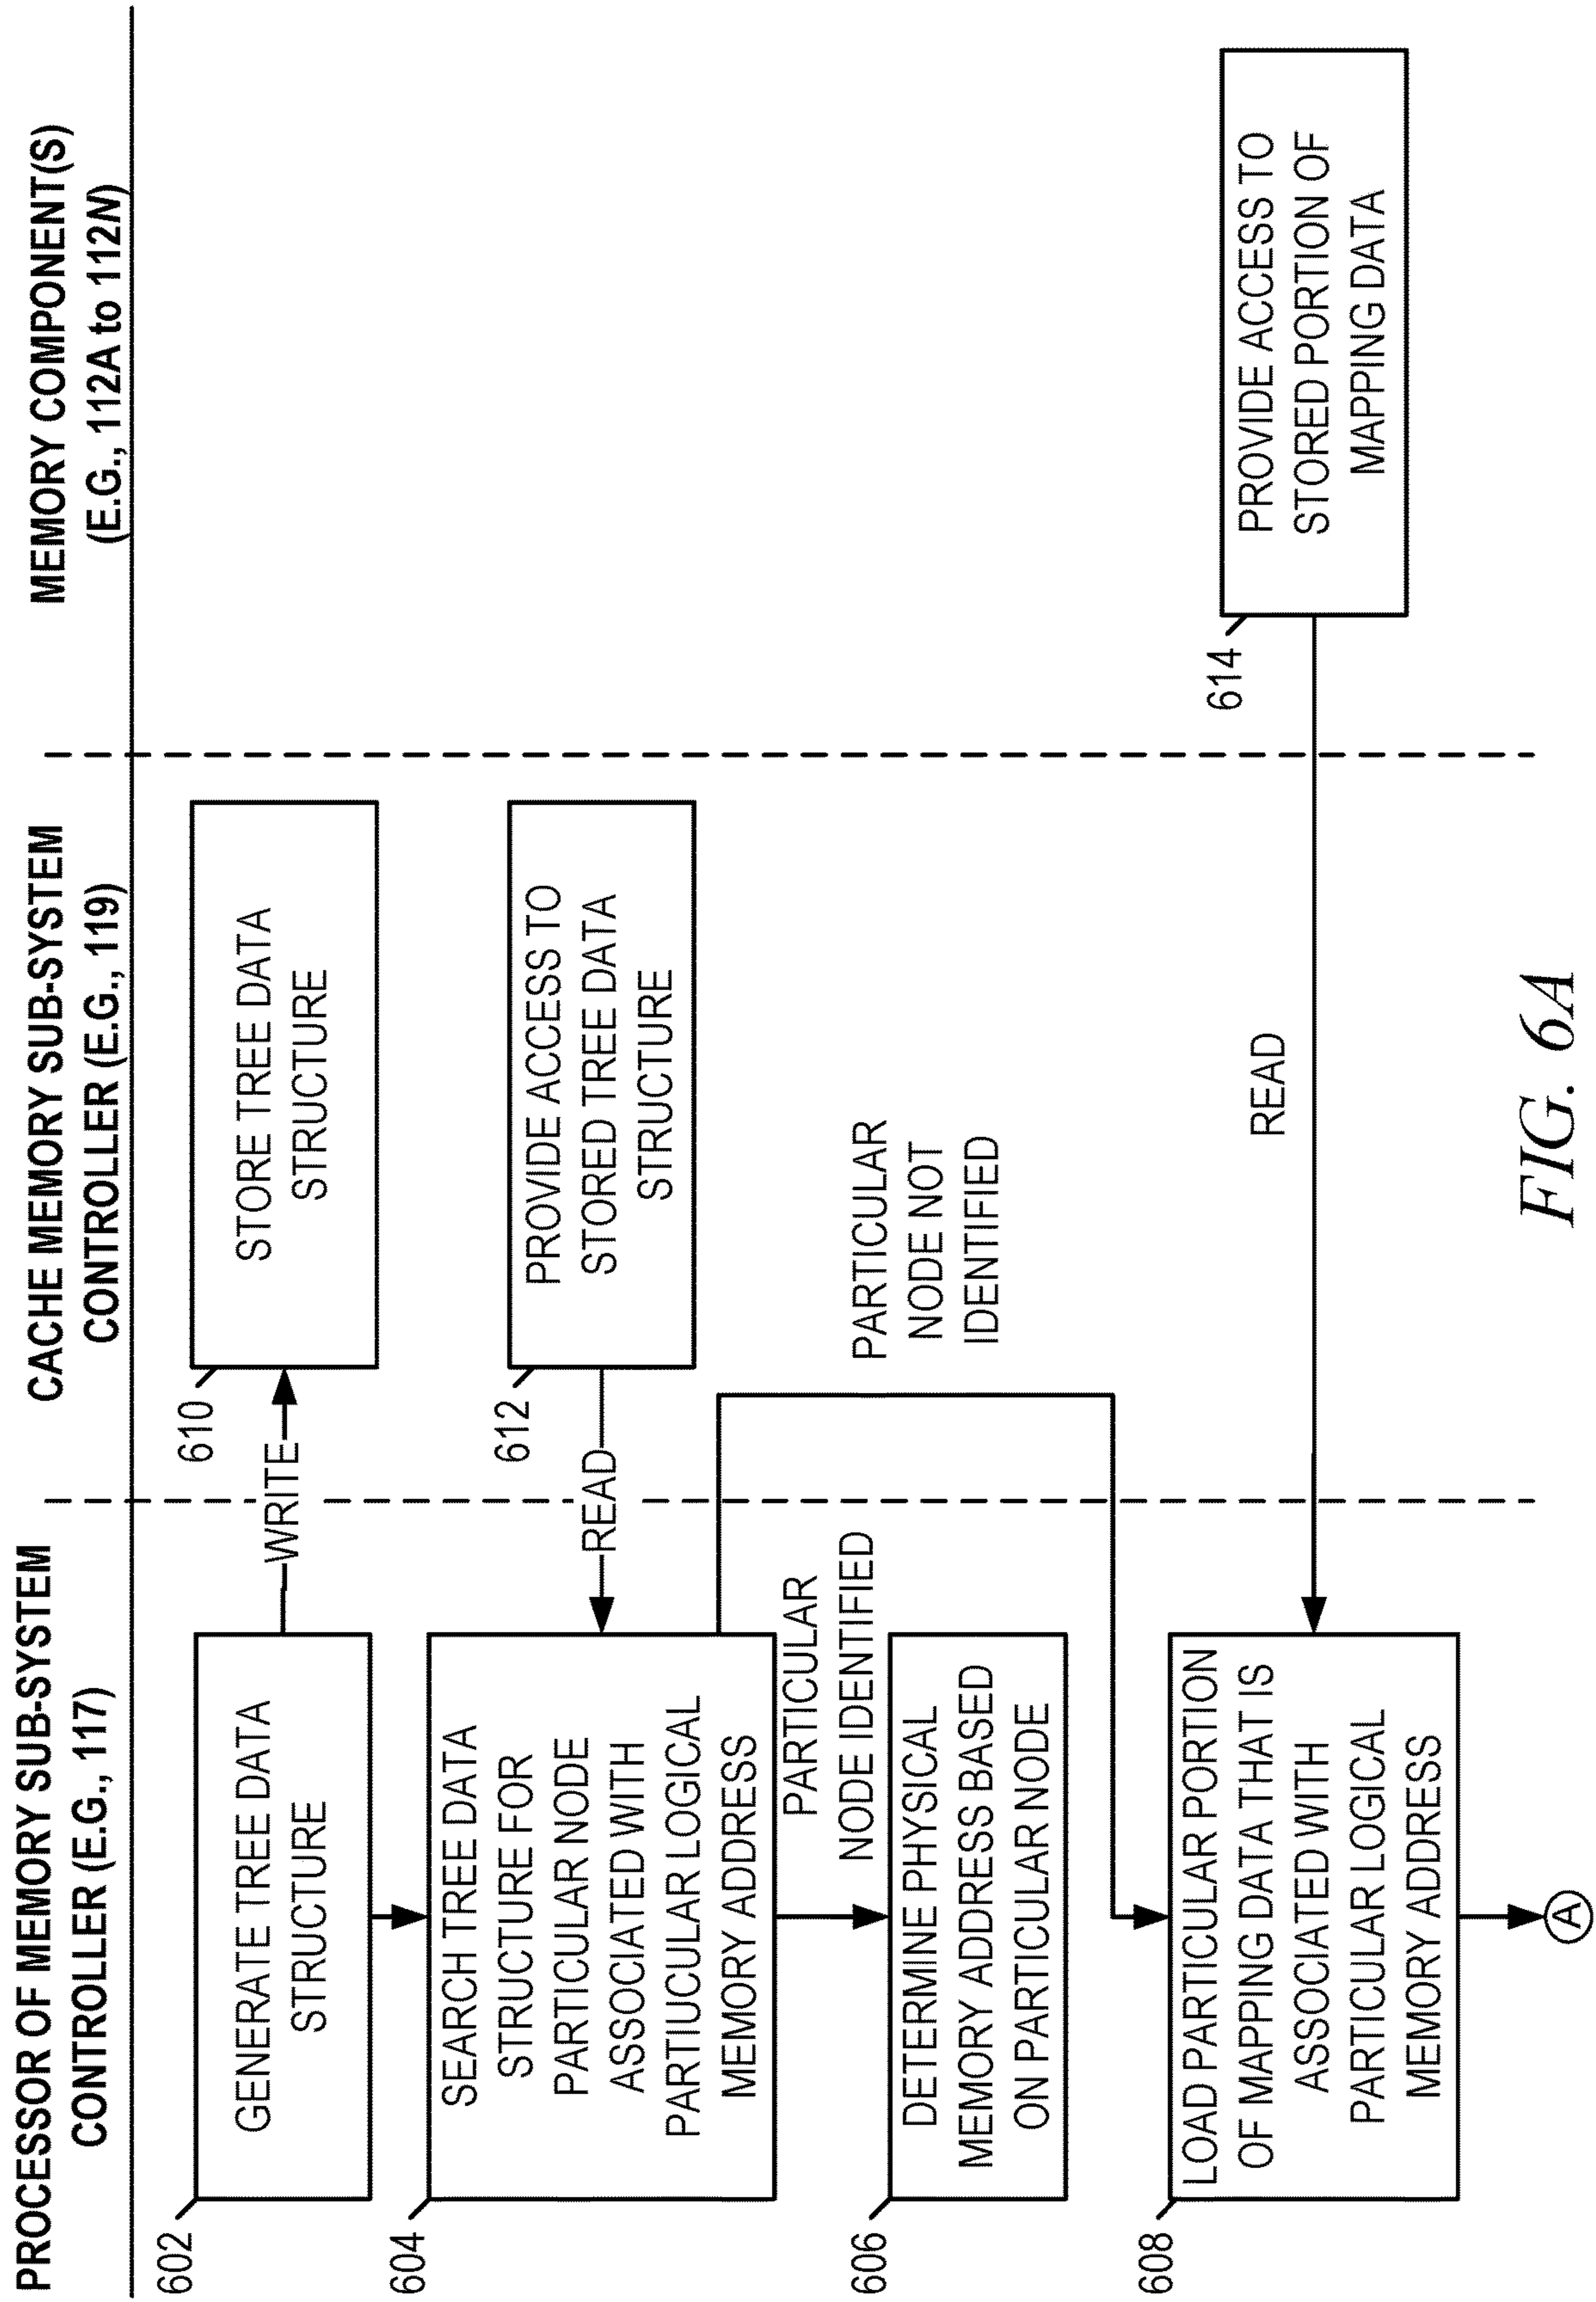 PROCESSOR OF MEMORY SUB-SYSTEM
CONTROLLER (E.G., 117)
CACHE MEMORY SUB-SYSTEM
CONTROLLER (E.G., 119)
MEMORY COMPONENT(S)
(E.G., 112A to 112N)
602
GENERATE TREE DATA
STRUCTURE
WRITE
610
STORE TREE DATA
STRUCTURE
604
SEARCH TREE DATA
STRUCTURE FOR
PARTICULAR NODE
ASSOCIATED WITH
PARTIUCULAR LOGICAL
MEMORY ADDRESS
READ
612
PROVIDE ACCESS TO
STORED TREE DATA
STRUCTURE
PARTICULAR
NODE IDENTIFIED
PARTICULAR
NODE NOT
IDENTIFIED
606
DETERMINE PHYSICAL
MEMORY ADDRESS BASED
ON PARTICULAR NODE
608
LOAD PARTICULAR PORTION
OF MAPPING DATA THAT IS
ASSOCIATED WITH
PARTICULAR LOGICAL
MEMORY ADDRESS
READ
614
PROVIDE ACCESS TO
STORED PORTION OF
MAPPING DATA
A
FIG. 6A